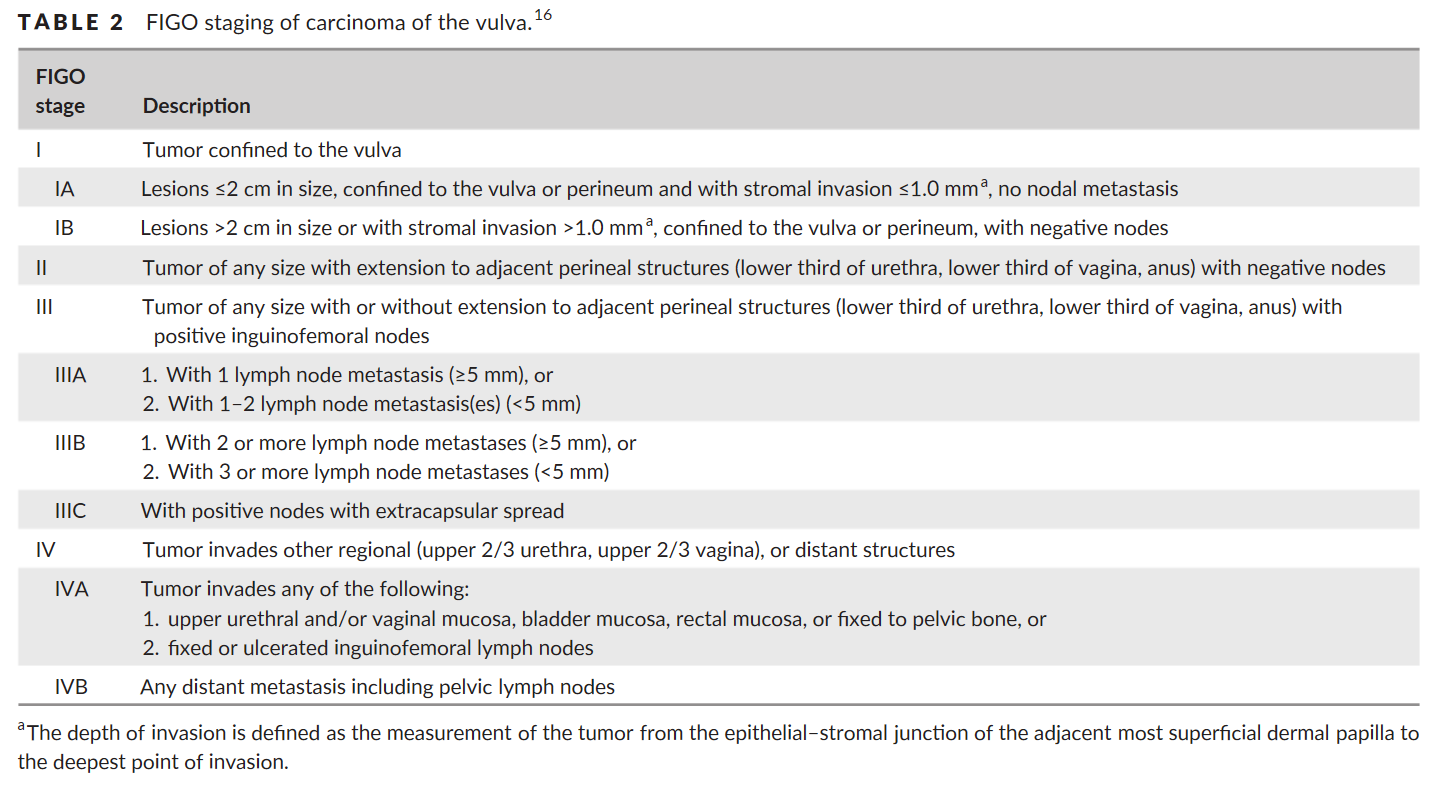 TABLE 2 FIGO staging of carcinoma of the vulva.16
FIGO
stage Description
I Tumor confined to the vulva
IA Lesions ≤2 cm in size, confined to the vulva or perineum and with stromal invasion ≤1.0 mma, no nodal metastasis
IB Lesions >2 cm in size or with stromal invasion >1.0 mma, confined to the vulva or perineum, with negative nodes
II Tumor of any size with extension to adjacent perineal structures (lower third of urethra, lower third of vagina, anus) with negative nodes
III Tumor of any size with or without extension to adjacent perineal structures (lower third of urethra, lower third of vagina, anus) with
positive inguinofemoral nodes
IIIA 1. With 1 lymph node metastasis (≥5 mm), or
2. With 1–2 lymph node metastasis(es) (<5 mm)
IIIB 1. With 2 or more lymph node metastases (≥5 mm), or
2. With 3 or more lymph node metastases (<5 mm)
IIIC With positive nodes with extracapsular spread
IV Tumor invades other regional (upper 2/3 urethra, upper 2/3 vagina), or distant structures
IVA Tumor invades any of the following:
1. upper urethral and/or vaginal mucosa, bladder mucosa, rectal mucosa, or fixed to pelvic bone, or
2. fixed or ulcerated inguinofemoral lymph nodes
IVB Any distant metastasis including pelvic lymph nodes
aThe depth of invasion is defined as the measurement of the tumor from the epithelial–stromal junction of the adjacent most superficial dermal papilla to
the deepest point of invasion.